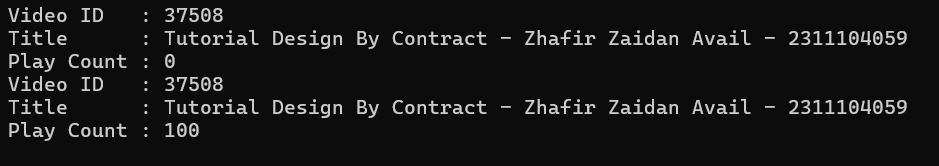 Video ID   : 37508
Title      : Tutorial Design By Contract – Zhafir Zaidan Avail – 2311104059
Play Count : 0
Video ID   : 37508
Title      : Tutorial Design By Contract – Zhafir Zaidan Avail – 2311104059
Play Count : 100